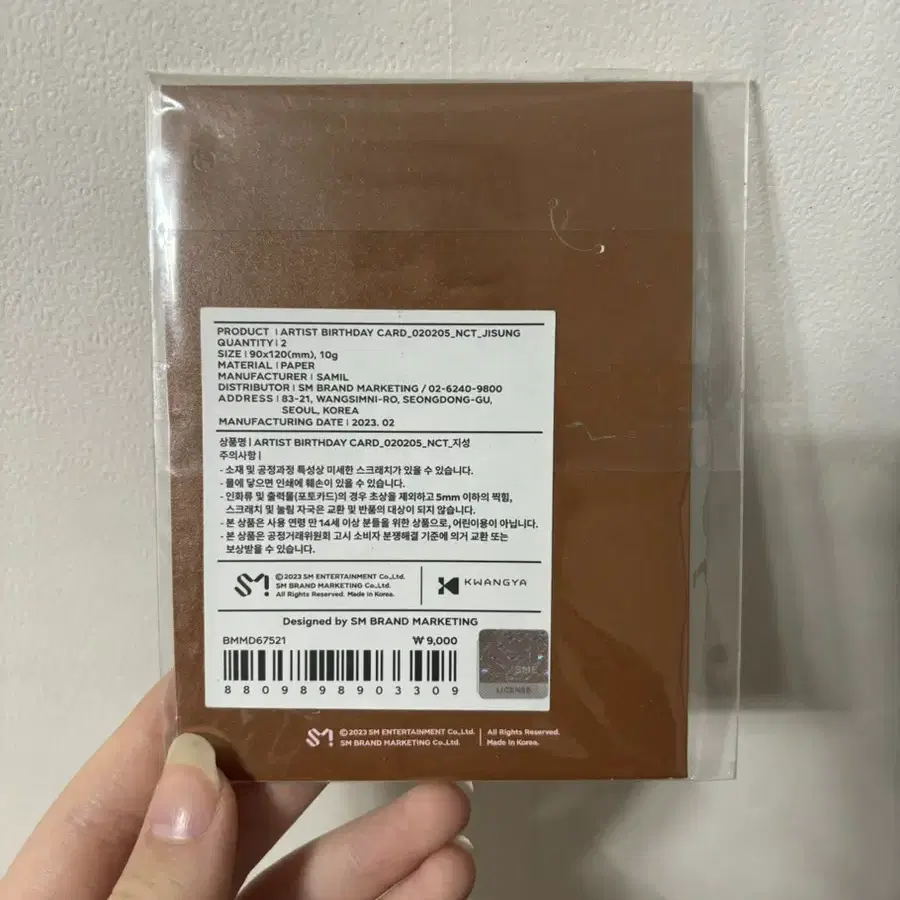 PRODUCT | ARTIST BIRTHDAY CARD_020205_NCT_JISUNG
QUANTITY | 2
SIZE | 90x120(mm), 10g
MATERIAL | PAPER
MANUFACTURER | SAMIL
DISTRIBUTOR | SM BRAND MARKETING / 02-6240-9800
ADDRESS | 83-21, WANGSIMNI-RO, SEONGDONG-GU,
SEOUL, KOREA
MANUFACTURING DATE | 2023. 02
상품명 | ARTIST BIRTHDAY CARD_020205_NCT_지성
주의사항 |
- 소재 및 공정과정 특성상 미세한 스크래치가 있을 수 있습니다.
- 물에 닿으면 인쇄에 훼손이 있을 수 있습니다.
- 인화류 및 출력물(포토카드)의 경우 초상을 제외하고 5mm 이하의 찍힘,
스크래치 및 눌림 자국은 교환 및 반품의 대상이 되지 않습니다.
- 본 상품은 사용 연령 만 14세 이상 분들을 위한 상품으로, 어린이용이 아닙니다.
- 본 상품은 공정거래위원회 고시 소비자 분쟁해결 기준에 의거 교환 또는
보상받을 수 있습니다.
SM! ©2023 SM ENTERTAINMENT Co.,Ltd.
SM BRAND MARKETING Co.,Ltd.
All Rights Reserved. Made in Korea.
KWANGYA
Designed by SM BRAND MARKETING
BMMD67521 ₩ 9,000
8809898903309
LICENSE
SM! ©2023 SM ENTERTAINMENT Co.,Ltd. | All Rights Reserved.
SM BRAND MARKETING Co.,Ltd. | Made in Korea.